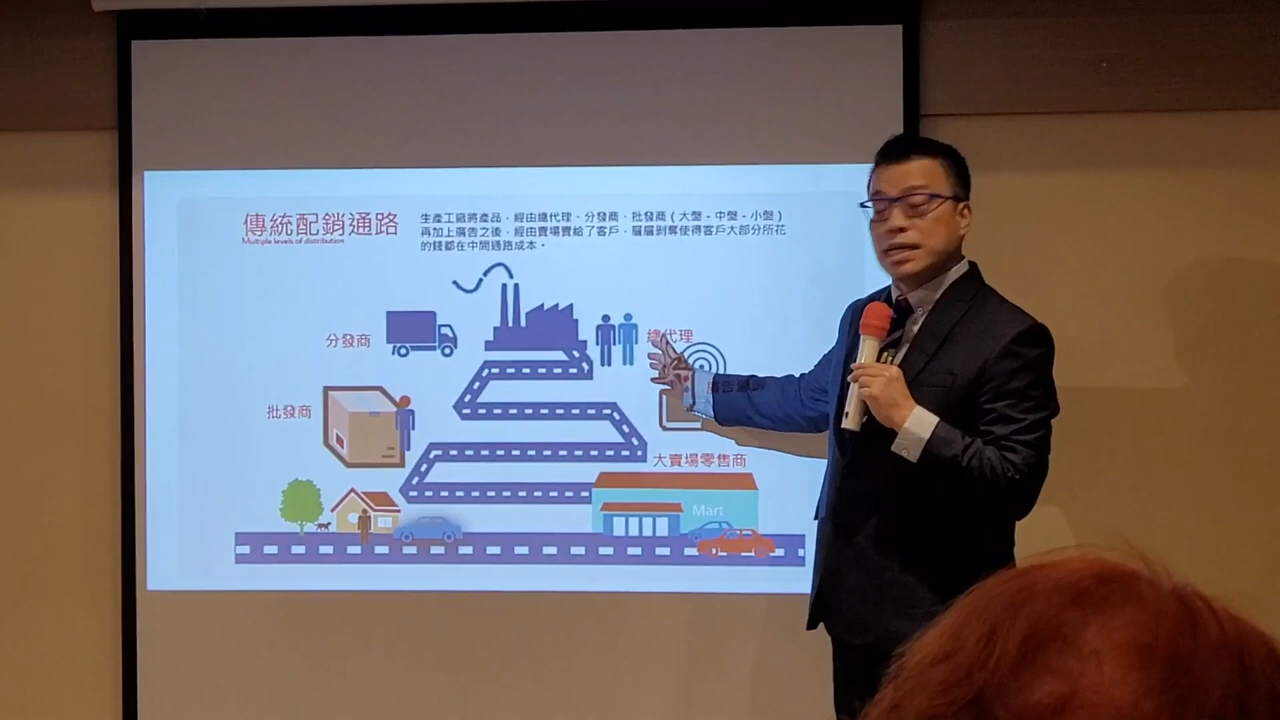 傳統配銷通路
Multiple levels of distribution
生產工廠將產品，經由總代理、分發商、批發商（大盤－中盤－小盤）
再加上廣告之後，經由賣場賣給了客戶，層層剝奪使得客戶大部分所花
的錢都在中間通路成本。
分發商
總代理
批發商
廣告
大賣場零售商
Mart